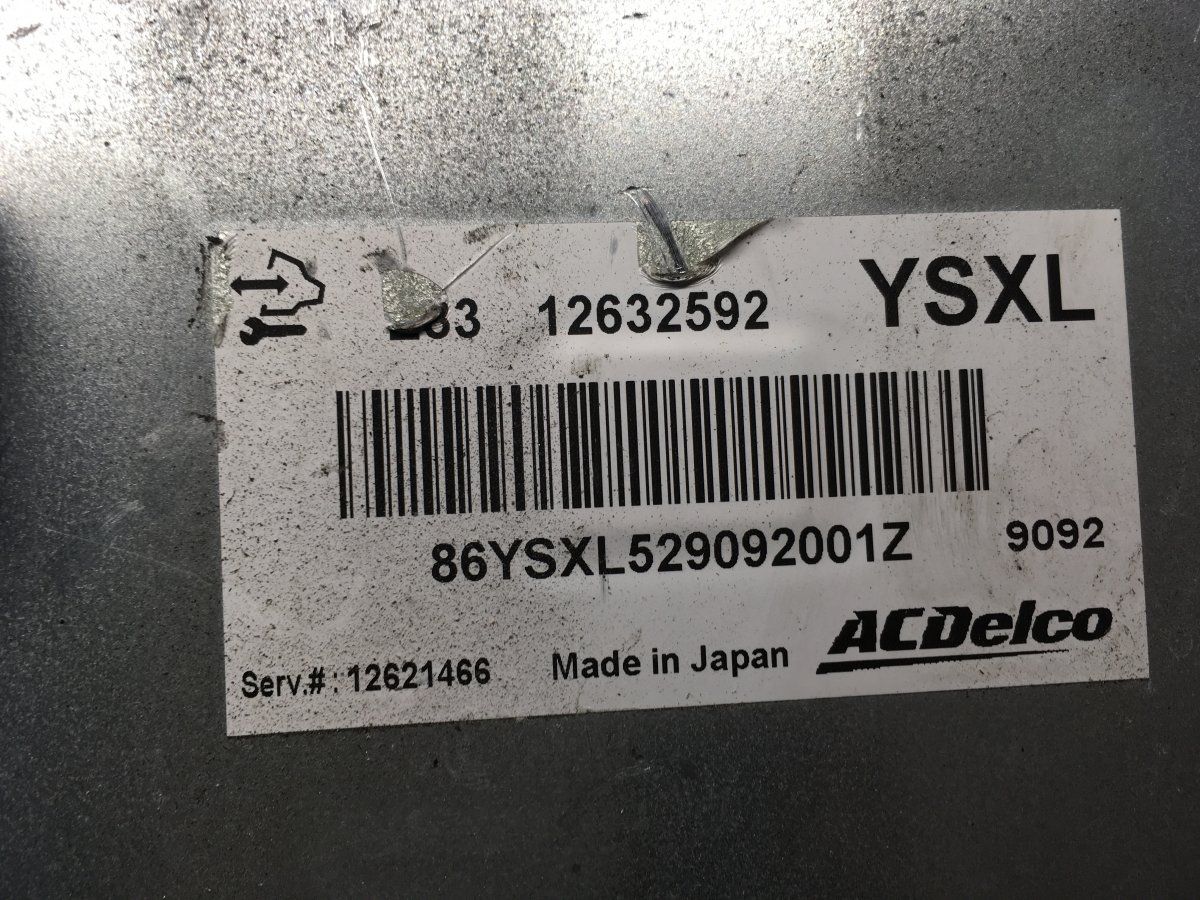 12632592 YSXL
86YSXL529092001Z 9092
Serv.# : 12621466 Made in Japan ACDelco